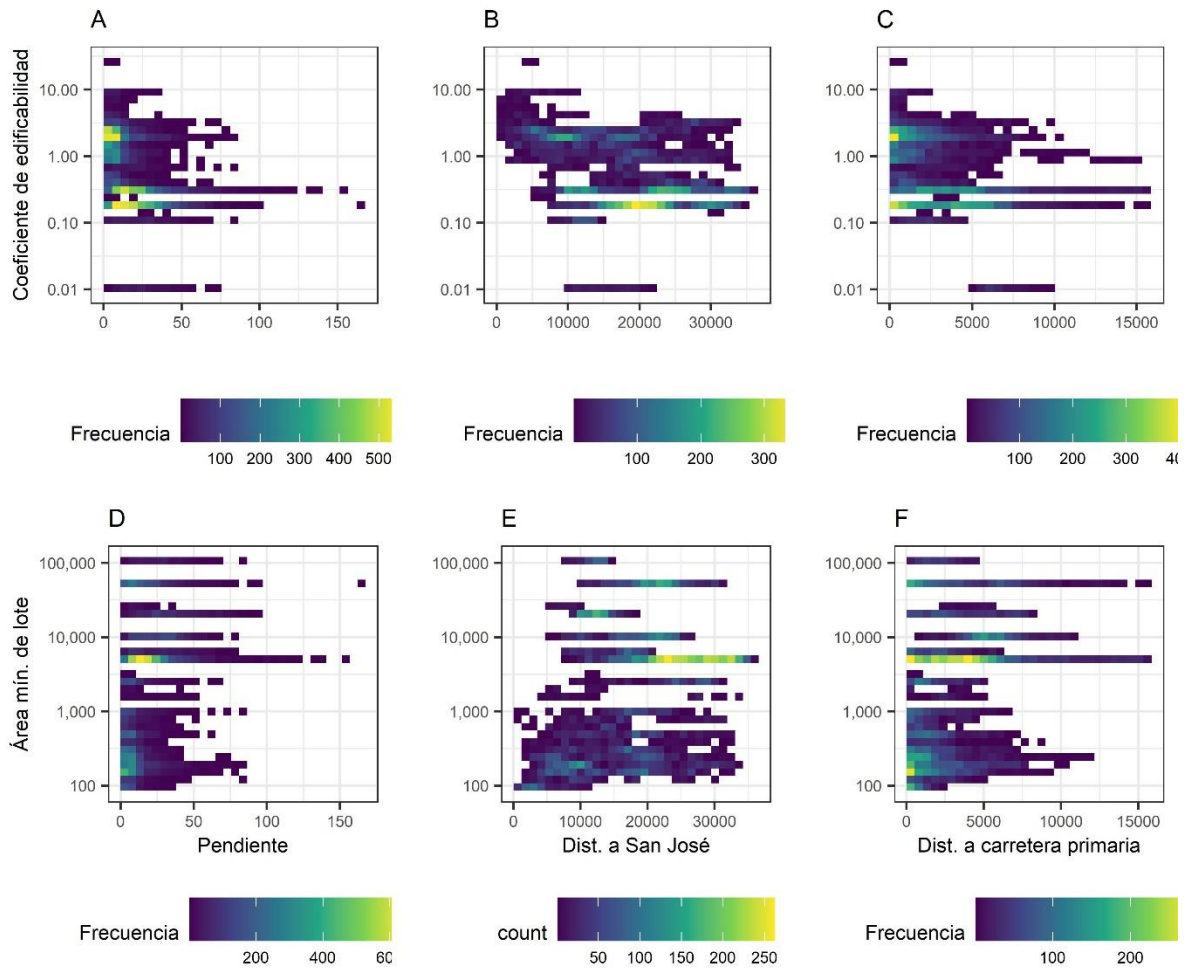 A
B
C
Coeficiente de edificabilidad
10.00
1.00
0.10
0.01
0 50 100 150
10.00
1.00
0.10
0.01
0 10000 20000 30000
10.00
1.00
0.10
0.01
0 5000 10000 15000
Frecuencia
100 200 300 400 500
Frecuencia
100 200 300
Frecuencia
100 200 300 40
D
E
F
Área mín. de lote
100,000
10,000
1,000
100
0 50 100 150
Pendiente
100,000
10,000
1,000
100
0 10000 20000 30000
Dist. a San José
100,000
10,000
1,000
100
0 5000 10000 15000
Dist. a carretera primaria
Frecuencia
200 400 60
count
50 100 150 200 250
Frecuencia
100 200